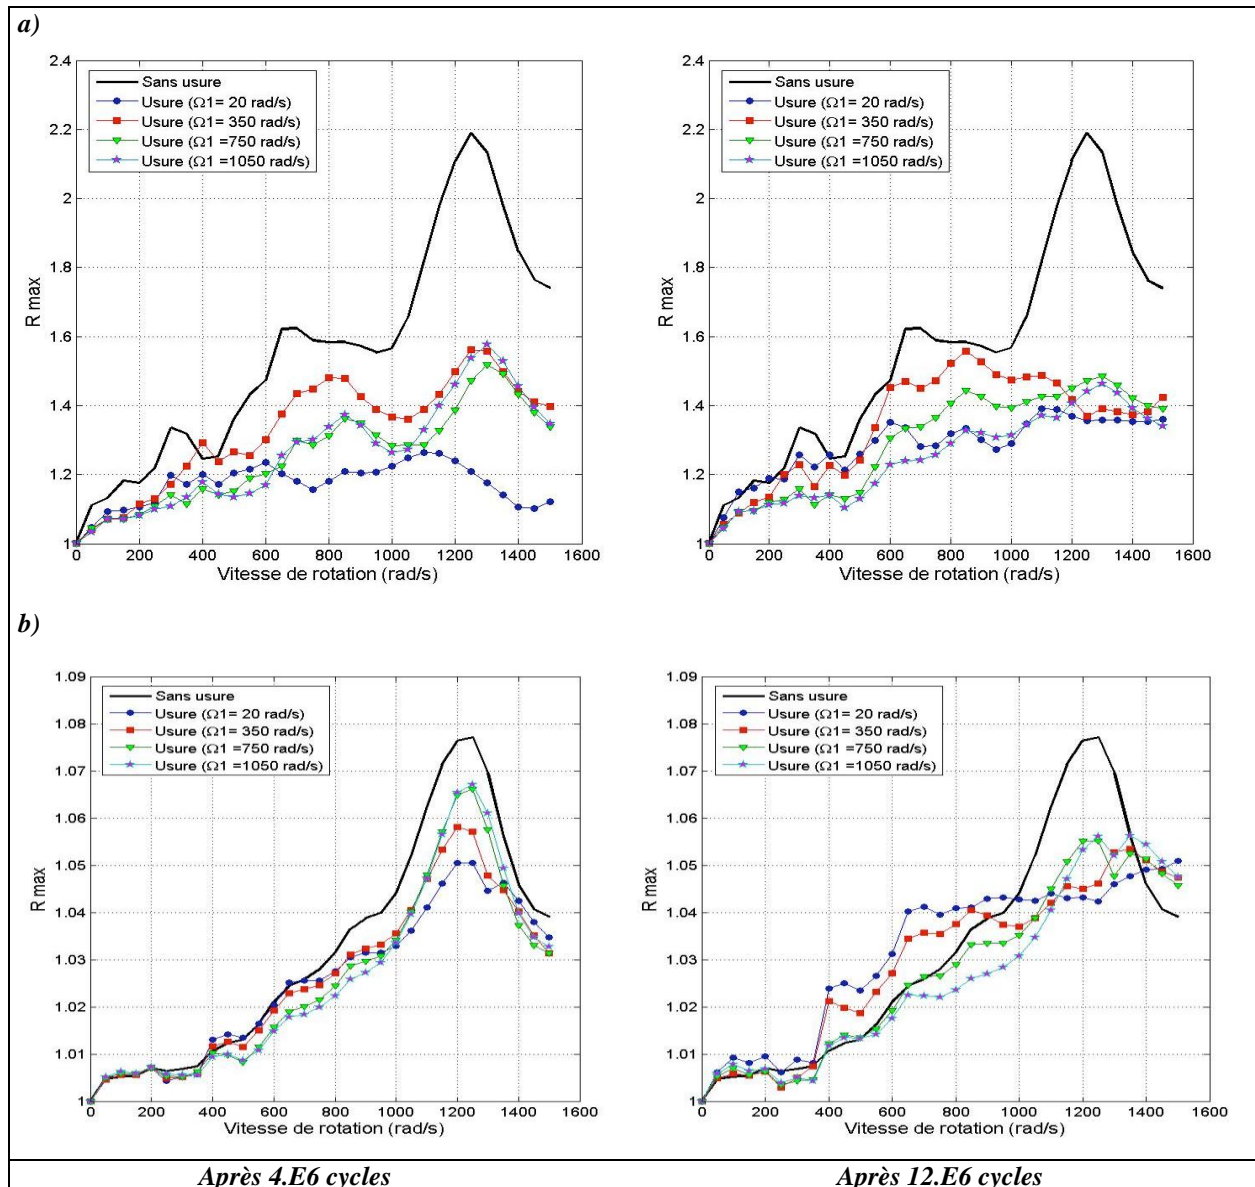 a)
2.4
2.2
2
1.8
1.6
1.4
1.2
1
R max
Sans usure
Usure (Ω1= 20 rad/s)
Usure (Ω1= 350 rad/s)
Usure (Ω1 =750 rad/s)
Usure (Ω1 =1050 rad/s)
0 200 400 600 800 1000 1200 1400 1600
Vitesse de rotation (rad/s)
2.4
2.2
2
1.8
1.6
1.4
1.2
1
R max
Sans usure
Usure (Ω1= 20 rad/s)
Usure (Ω1= 350 rad/s)
Usure (Ω1 =750 rad/s)
Usure (Ω1 =1050 rad/s)
0 200 400 600 800 1000 1200 1400 1600
Vitesse de rotation (rad/s)
b)
1.09
1.08
1.07
1.06
1.05
1.04
1.03
1.02
1.01
1
R max
Sans usure
Usure (Ω1= 20 rad/s)
Usure (Ω1= 350 rad/s)
Usure (Ω1 =750 rad/s)
Usure (Ω1 =1050 rad/s)
0 200 400 600 800 1000 1200 1400 1600
Vitesse de rotation (rad/s)
1.09
1.08
1.07
1.06
1.05
1.04
1.03
1.02
1.01
1
R max
Sans usure
Usure (Ω1= 20 rad/s)
Usure (Ω1= 350 rad/s)
Usure (Ω1 =750 rad/s)
Usure (Ω1 =1050 rad/s)
0 200 400 600 800 1000 1200 1400 1600
Vitesse de rotation (rad/s)
Après 4.E6 cycles
Après 12.E6 cycles